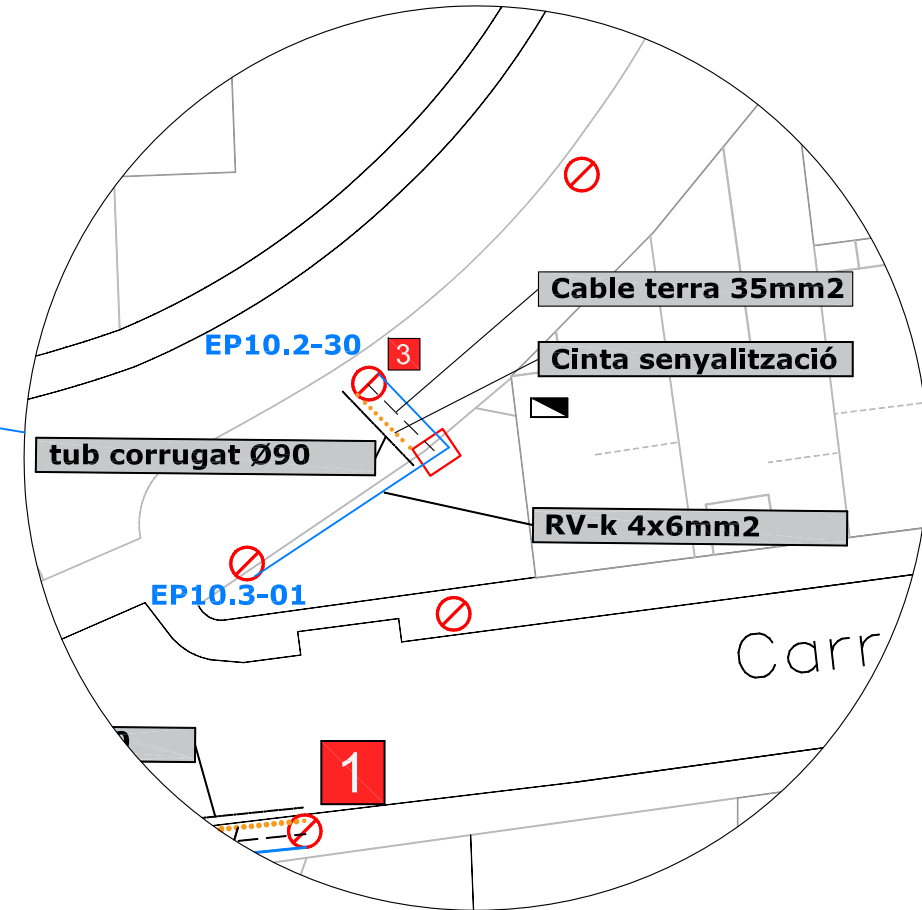 Cable terra 35mm2
EP10.2-30
3
Cinta senyalització
tub corrugat Ø90
RV-k 4x6mm2
EP10.3-01
Carr
1